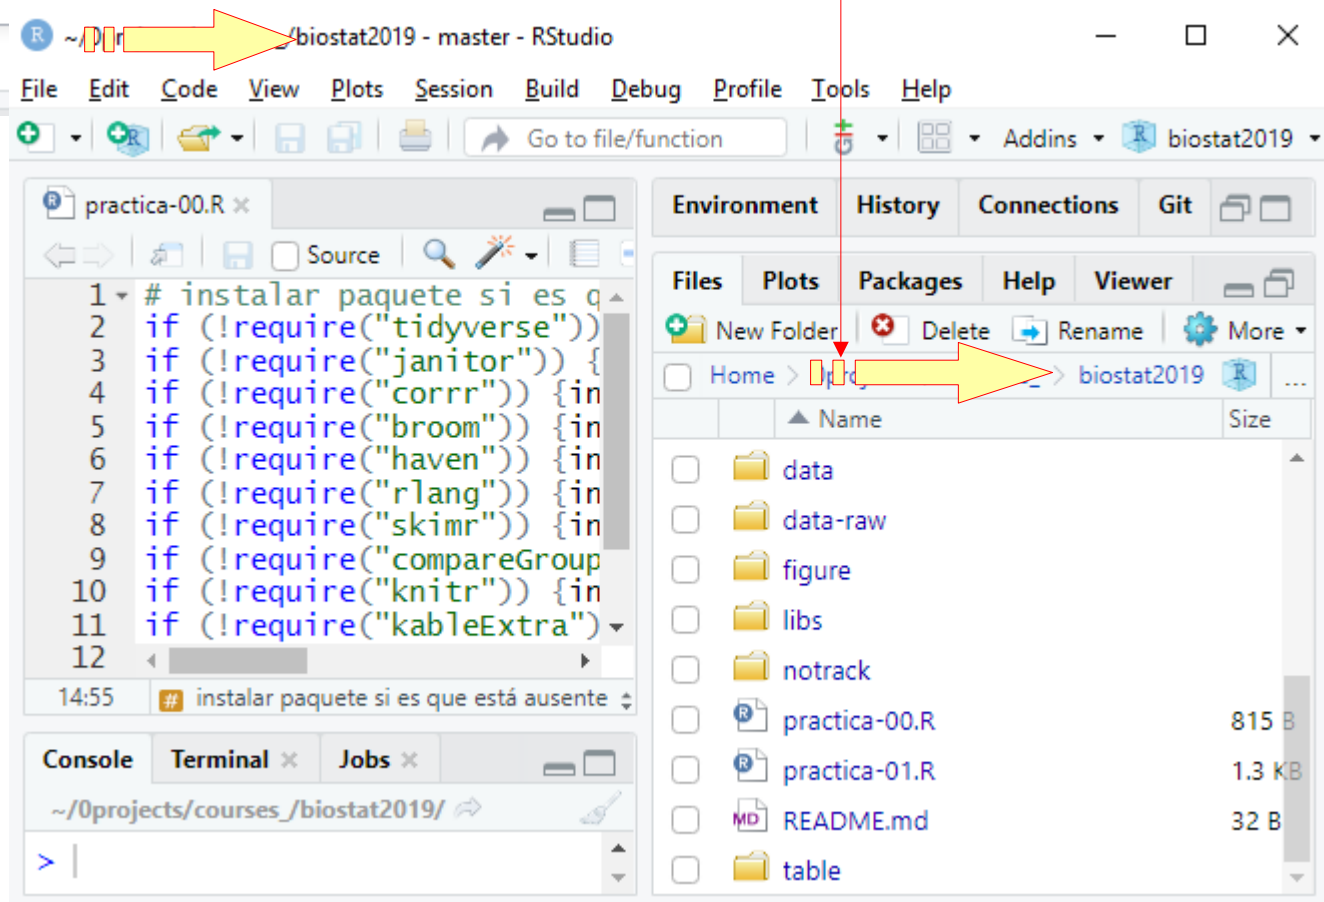 /biostat2019 - master - RStudio
File Edit Code View Plots Session Build Debug Profile Tools Help
Go to file/function Git Addins biostat2019
practica-00.R
Source
1 # instalar paquete si es q
2 if (!require("tidyverse"))
3 if (!require("janitor")) {
4 if (!require("corrr")) {in
5 if (!require("broom")) {in
6 if (!require("haven")) {in
7 if (!require("rlang")) {in
8 if (!require("skimr")) {in
9 if (!require("compareGroup
10 if (!require("knitr")) {in
11 if (!require("kableExtra")
12
14:55 # instalar paquete si es que está ausente
Console Terminal Jobs
~/0projects/courses_/biostat2019/
>
Environment History Connections Git
Files Plots Packages Help Viewer
New Folder Delete Rename More
Home biostat2019 ...
Name Size
data
data-raw
figure
libs
notrack
practica-00.R 815 B
practica-01.R 1.3 KB
README.md 32 B
table